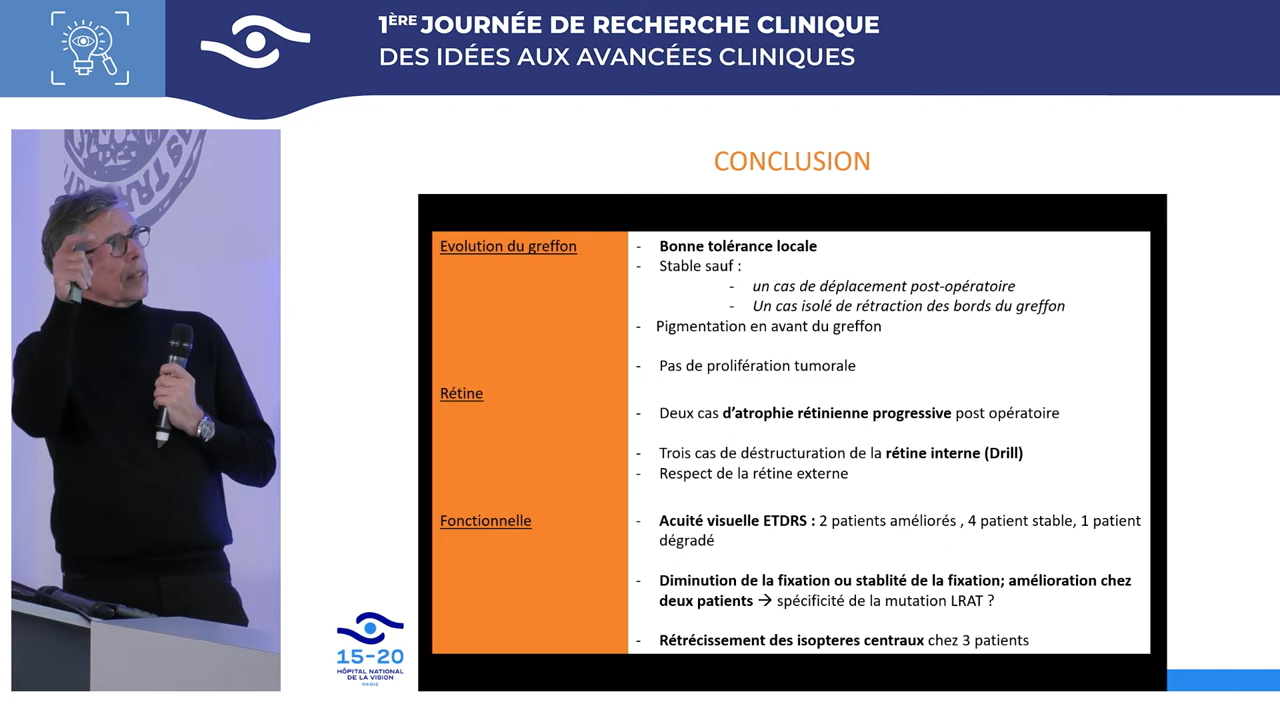 1ÈRE JOURNÉE DE RECHERCHE CLINIQUE
DES IDÉES AUX AVANCÉES CLINIQUES
CONCLUSION
Evolution du greffon
- Bonne tolérance locale
- Stable sauf :
- un cas de déplacement post-opératoire
- Un cas isolé de rétraction des bords du greffon
- Pigmentation en avant du greffon
- Pas de prolifération tumorale
Rétine
- Deux cas d’atrophie rétinienne progressive post opératoire
- Trois cas de déstructuration de la rétine interne (Drill)
- Respect de la rétine externe
Fonctionnelle
- Acuité visuelle ETDRS : 2 patients améliorés , 4 patient stable, 1 patient
dégradé
- Diminution de la fixation ou stablité de la fixation; amélioration chez
deux patients → spécificité de la mutation LRAT ?
- Rétrécissement des isopteres centraux chez 3 patients
15-20
HÔPITAL NATIONAL
DE LA VISION
PARIS